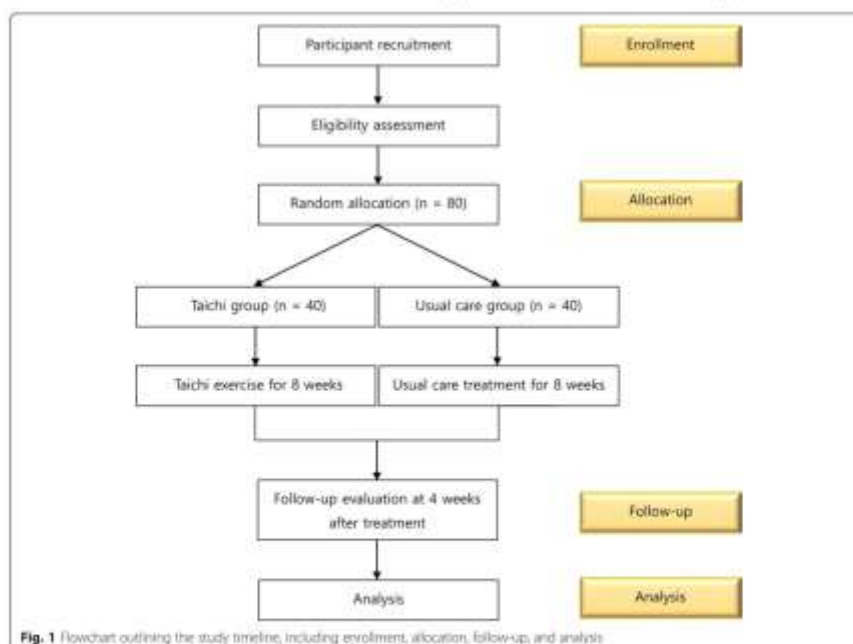 Participant recruitment
Enrollment
Eligibility assessment
Random allocation (n = 80)
Allocation
Taichi group (n = 40)
Usual care group (n = 40)
Taichi exercise for 8 weeks
Usual care treatment for 8 weeks
Follow-up evaluation at 4 weeks
after treatment
Follow-up
Analysis
Analysis
Fig. 1 Flowchart outlining the study timeline, including enrollment, allocation, follow-up, and analysis